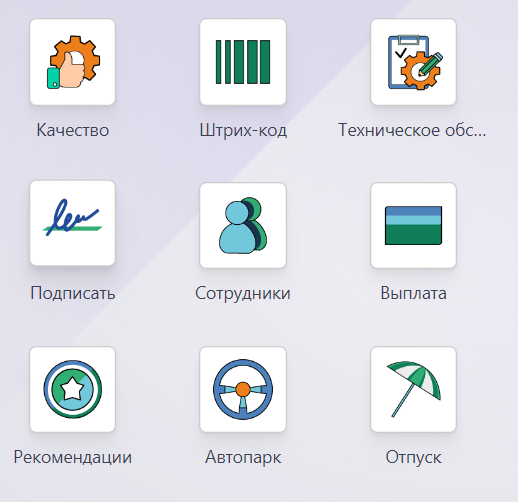 Качество
Штрих-код
Техническое обс...
Подписать
Сотрудники
Выплата
Рекомендации
Автопарк
Отпуск